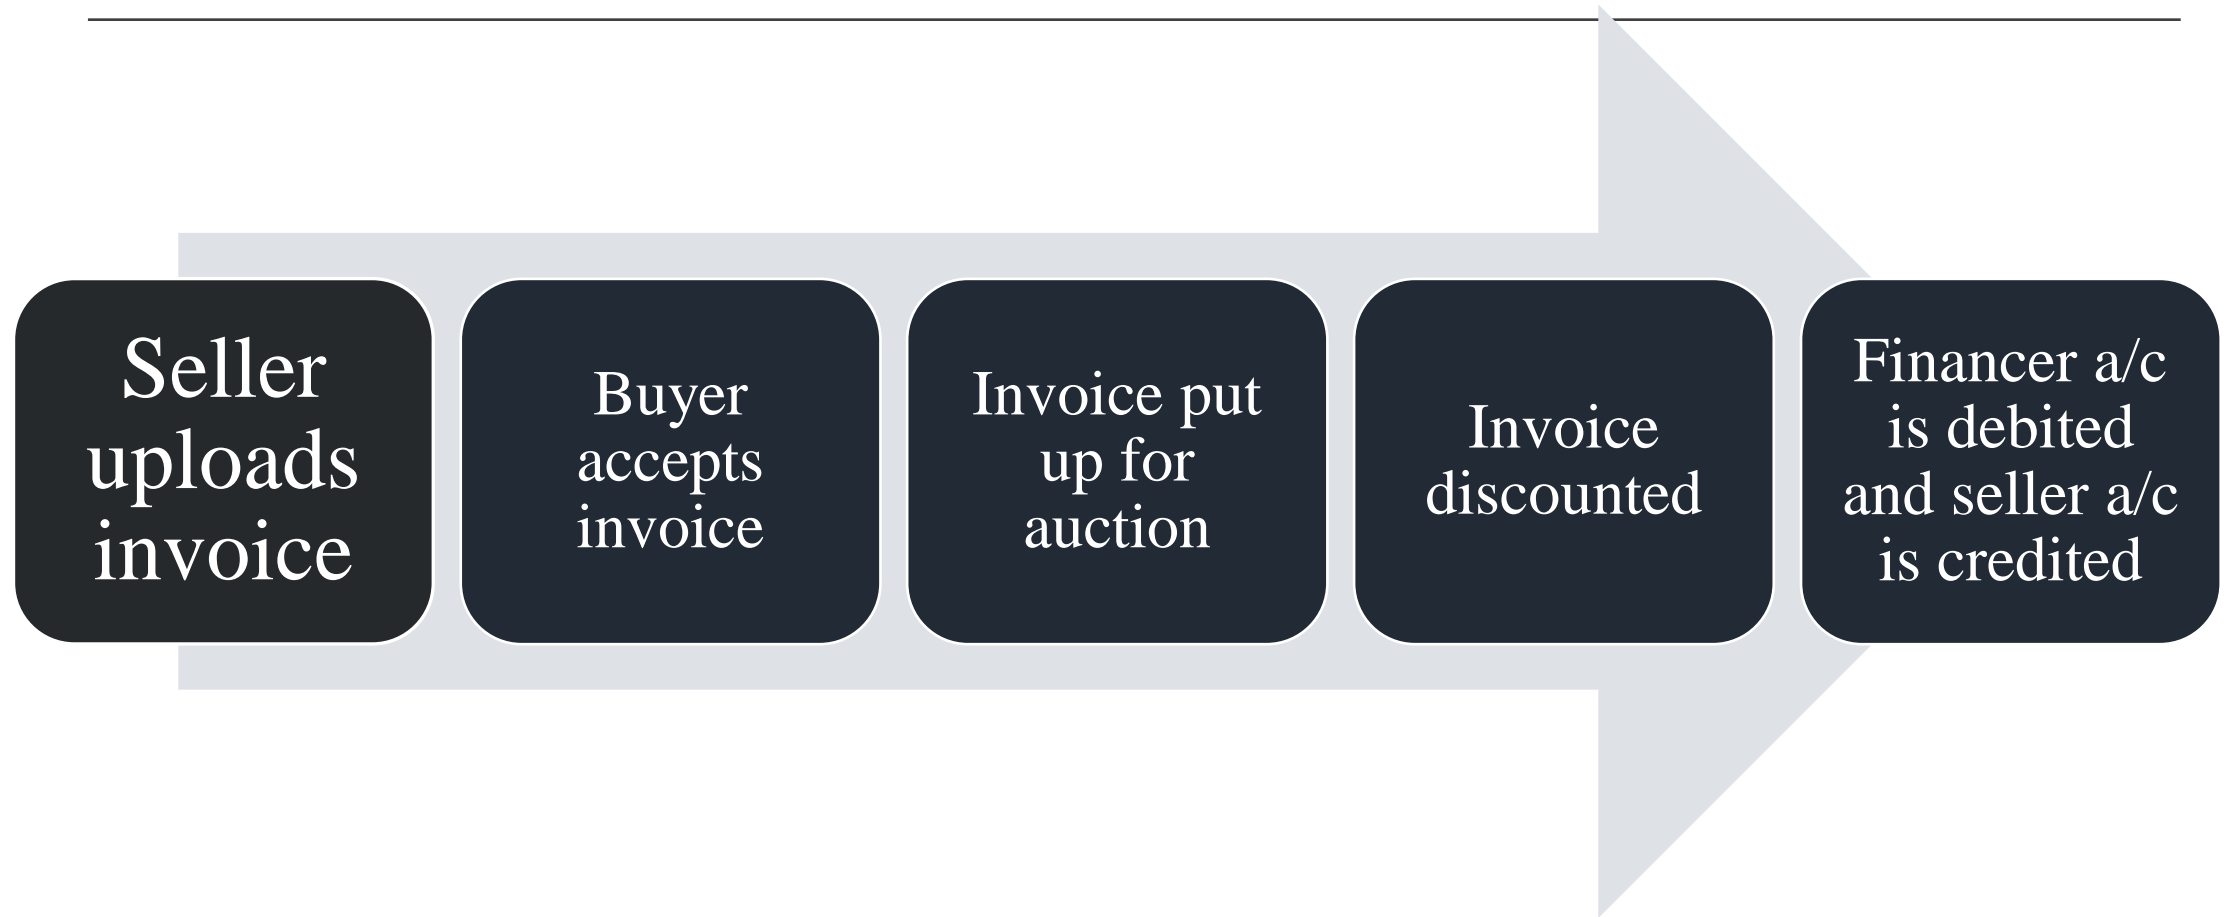 Seller
uploads
invoice
Buyer
accepts
invoice
Invoice put
up for
auction
Invoice
discounted
Financer a/c
is debited
and seller a/c
is credited